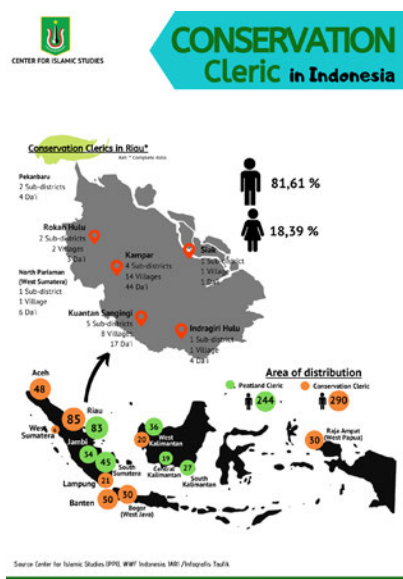 CENTER FOR ISLAMIC STUDIES
CONSERVATION
Cleric in Indonesia
Conservation Clerics in Riau*
Ket: * Complete data
Pekanbaru
2 Sub-districts
4 Da'i
Rokan Hulu
2 Sub-districts
2 Villages
3 Da'i
Kampar
4 Sub-districts
14 Villages
44 Da'i
Siak
1 Sub-district
1 Village
1 Da'i
North Pariaman
(West Sumatera)
1 Sub-district
1 Village
6 Da'i
Kuantan Sangingi
5 Sub-districts
8 Villages
17 Da'i
Indragiri Hulu
1 Sub-district
1 Village
4 Da'i
81,61 %
18,39 %
Area of distribution
Peatland Cleric
244
Conservation Cleric
290
Aceh
48
Riau
85
83
West
Sumatera
Jambi
34
45
South
Sumatera
Lampung
21
Banten
50
30
Bogor
(West Java)
36
20
West
Kalimantan
19
Central
Kalimantan
27
South
Kalimantan
30
Raja Ampat
(West Papua)
Source Center for Islamic Studies (PPI), WWF Indonesia, IARI /Infografis Taufik